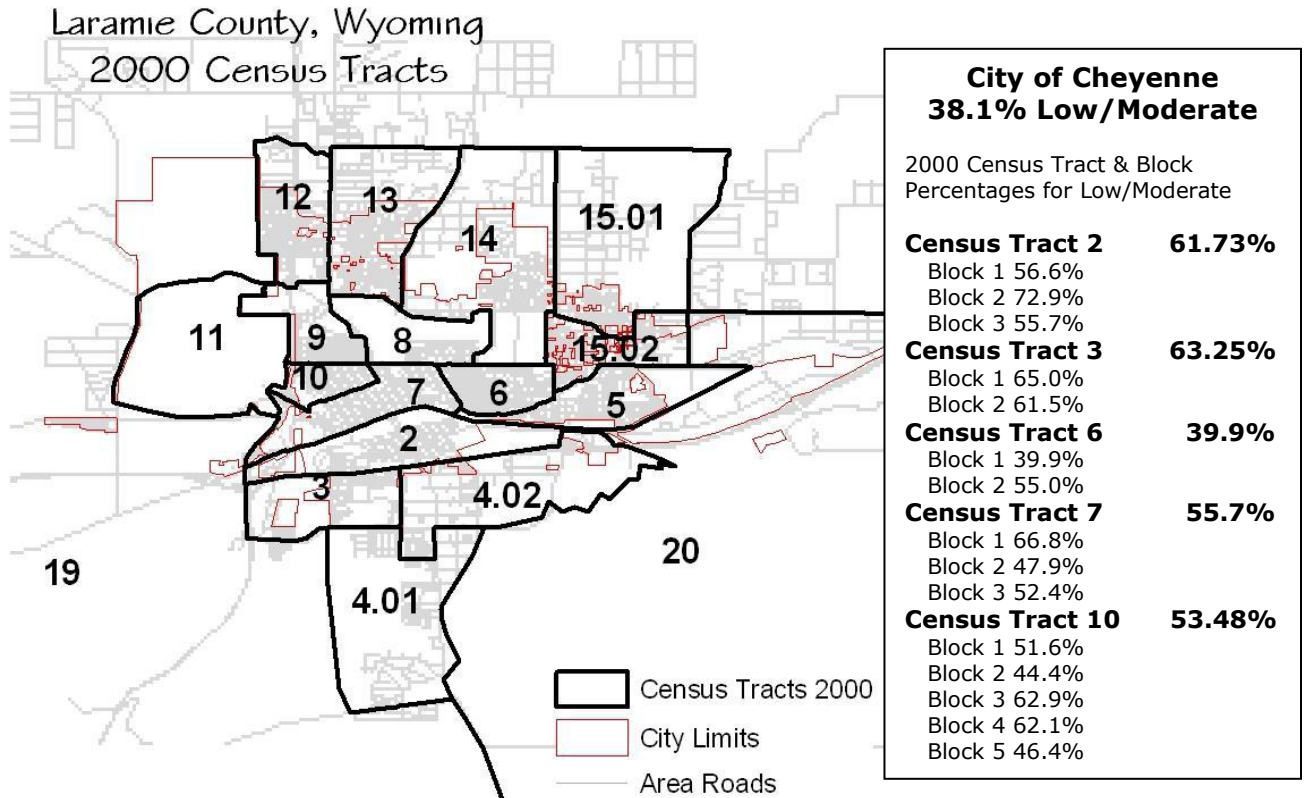 Laramie County, Wyoming
2000 Census Tracts
12
13
14
15.01
11
9
8
15.02
10
7
6
5
2
3
4.02
19
20
4.01
Census Tracts 2000
City Limits
Area Roads
City of Cheyenne
38.1% Low/Moderate
2000 Census Tract & Block
Percentages for Low/Moderate
Census Tract 2 61.73%
Block 1 56.6%
Block 2 72.9%
Block 3 55.7%
Census Tract 3 63.25%
Block 1 65.0%
Block 2 61.5%
Census Tract 6 39.9%
Block 1 39.9%
Block 2 55.0%
Census Tract 7 55.7%
Block 1 66.8%
Block 2 47.9%
Block 3 52.4%
Census Tract 10 53.48%
Block 1 51.6%
Block 2 44.4%
Block 3 62.9%
Block 4 62.1%
Block 5 46.4%